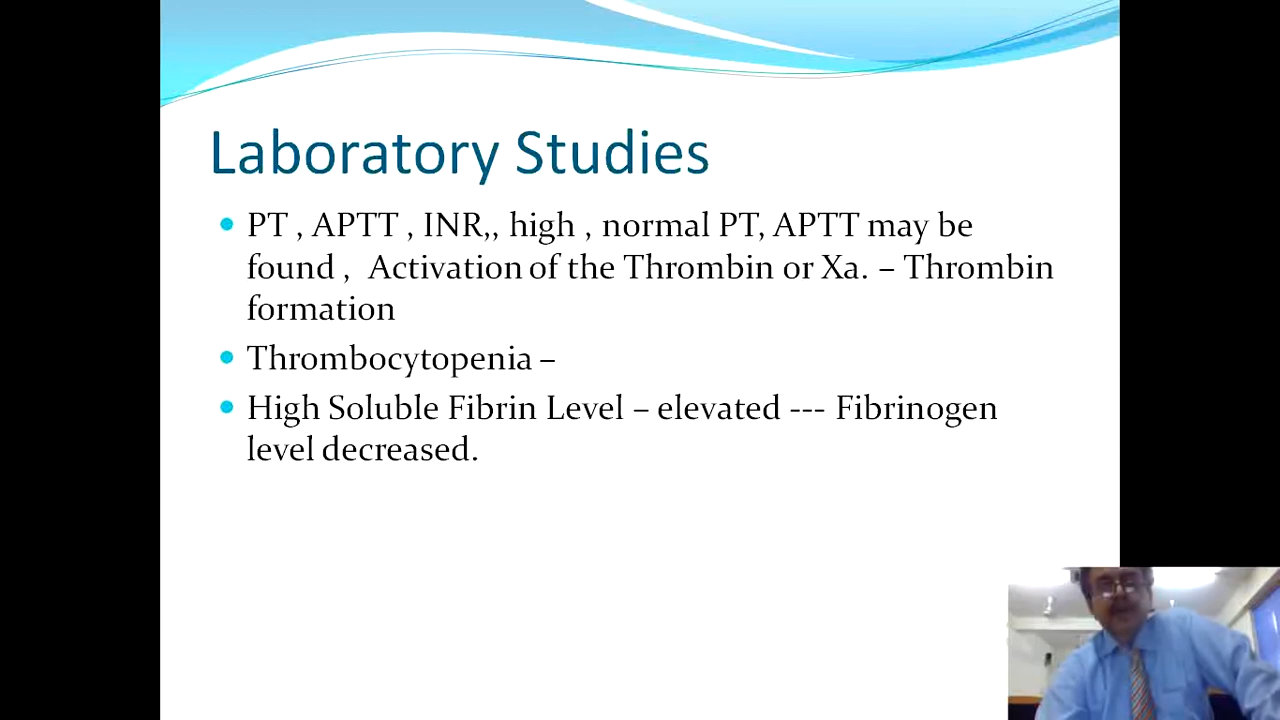 Laboratory Studies
PT , APTT , INR,, high , normal PT, APTT may be
found , Activation of the Thrombin or Xa. – Thrombin
formation
Thrombocytopenia –
High Soluble Fibrin Level – elevated --- Fibrinogen
level decreased.